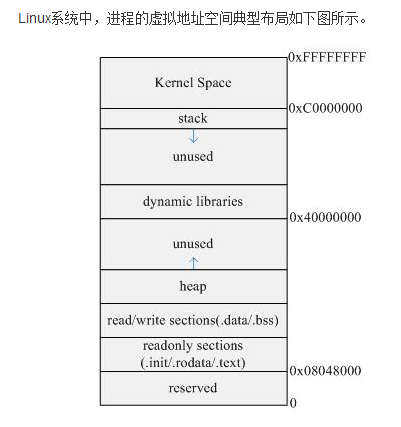 Linux系统中，进程的虚拟地址空间典型布局如下图所示。
0xFFFFFFFF
Kernel Space
0xC0000000
stack
unused
dynamic libraries
0x40000000
unused
heap
read/write sections(.data/.bss)
readonly sections
(.init/.rodata/.text)
0x08048000
reserved
0